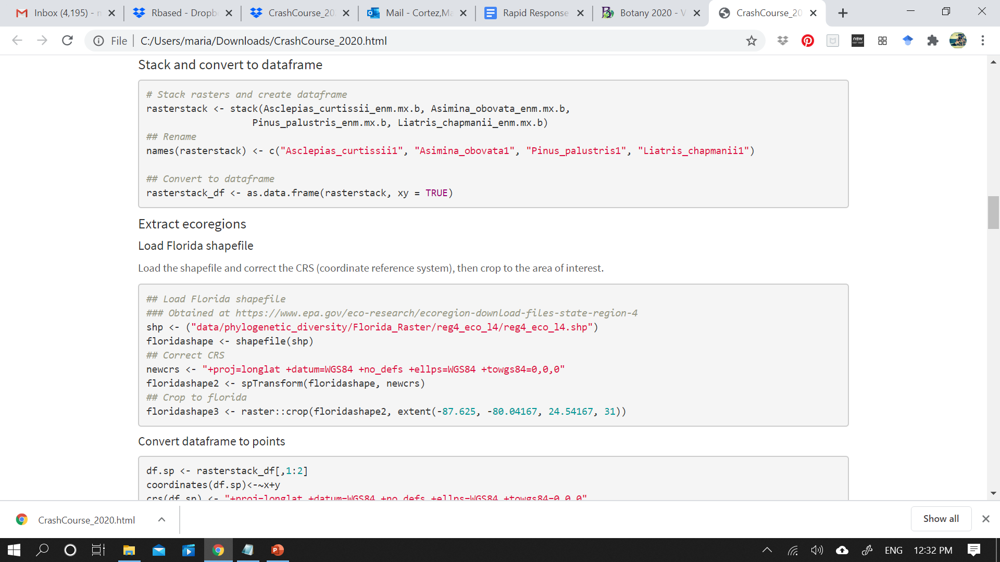 Inbox (4,195) -
Rbased - Dropb
CrashCourse_20
Mail - Cortez,Ma
Rapid Response
Botany 2020 - V
CrashCourse_20
File
C:/Users/maria/Downloads/CrashCourse_2020.html
Stack and convert to dataframe
# Stack rasters and create dataframe
rasterstack <- stack(Asclepias_curtissii_enm.mx.b, Asimina_obovata_enm.mx.b,
Pinus_palustris_enm.mx.b, Liatris_chapmanii_enm.mx.b)
## Rename
names(rasterstack) <- c("Asclepias_curtissii1", "Asimina_obovata1", "Pinus_palustris1", "Liatris_chapmanii1")
## Convert to dataframe
rasterstack_df <- as.data.frame(rasterstack, xy = TRUE)
Extract ecoregions
Load Florida shapefile
Load the shapefile and correct the CRS (coordinate reference system), then crop to the area of interest.
## Load Florida shapefile
### Obtained at https://www.epa.gov/eco-research/ecoregion-download-files-state-region-4
shp <- ("data/phylogenetic_diversity/Florida_Raster/reg4_eco_l4/reg4_eco_l4.shp")
floridashape <- shapefile(shp)
## Correct CRS
newcrs <- "+proj=longlat +datum=WGS84 +no_defs +ellps=WGS84 +towgs84=0,0,0"
floridashape2 <- spTransform(floridashape, newcrs)
## Crop to florida
floridashape3 <- raster::crop(floridashape2, extent(-87.625, -80.04167, 24.54167, 31))
Convert dataframe to points
df.sp <- rasterstack_df[,1:2]
coordinates(df.sp)<-~x+y
crs(df.sp) <- "+proj=longlat +datum=WGS84 +no_defs +ellps=WGS84 +towgs84=0,0,0"
CrashCourse_2020.html
Show all
ENG
12:32 PM